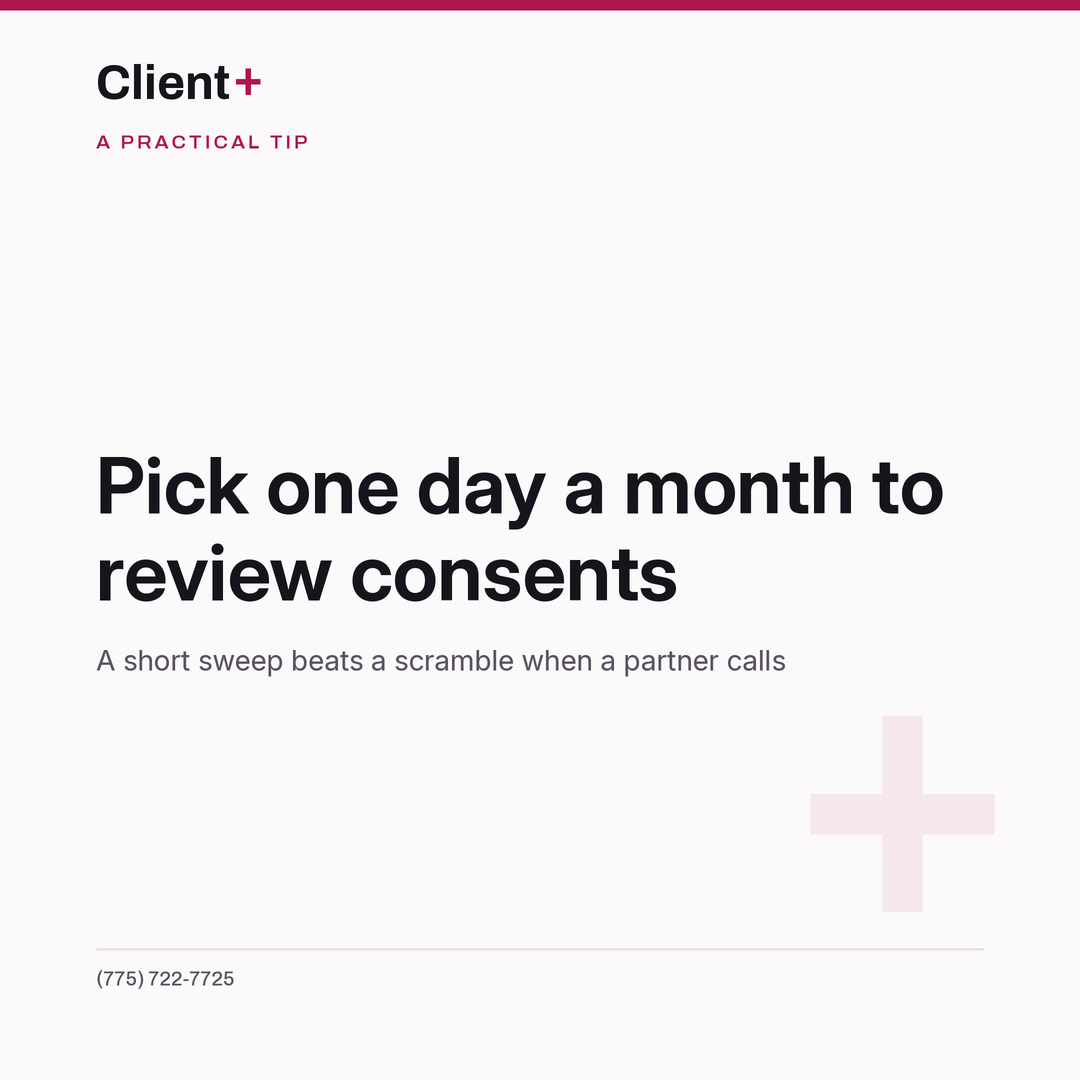 Client+
A PRACTICAL TIP
Pick one day a month to
review consents
A short sweep beats a scramble when a partner calls
(775) 722-7725